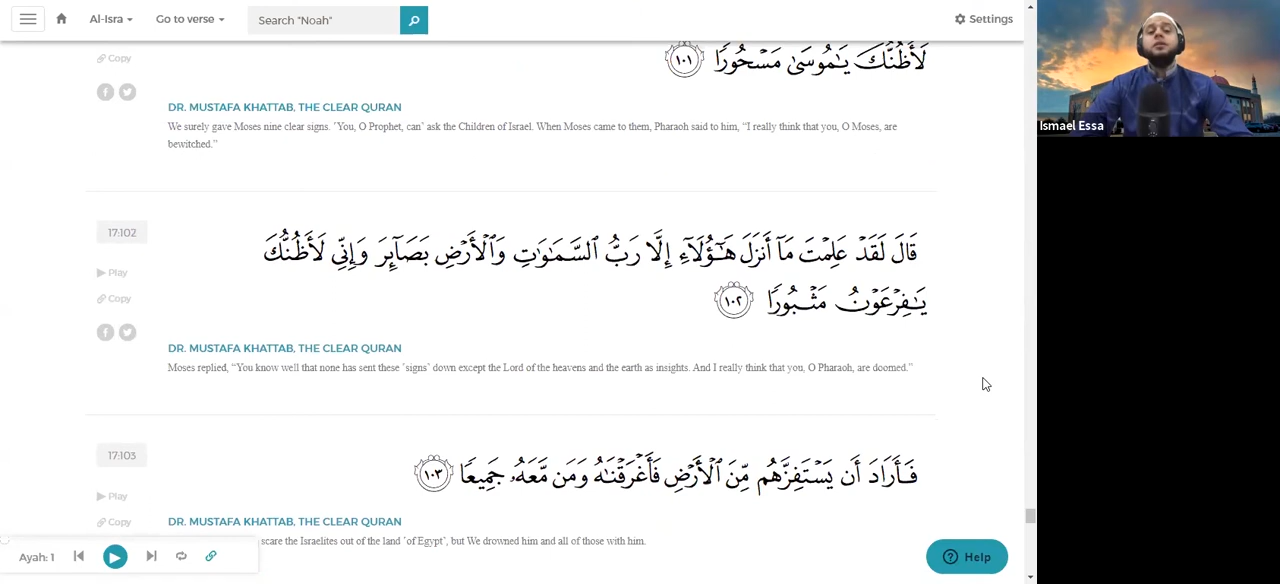 Al-Isra
Go to verse
Search "Noah"
Settings
Copy
لَأَظُنُّكَ يَـٰمُوسَىٰ مَسْحُورًا ١٠١
DR. MUSTAFA KHATTAB, THE CLEAR QURAN
We surely gave Moses nine clear signs. ˹You, O Prophet, can˺ ask the Children of Israel. When Moses came to them, Pharaoh said to him, “I really think that you, O Moses, are
bewitched.”
Ismael Essa
17:102
Play
Copy
قَالَ لَقَدْ عَلِمْتَ مَآ أَنزَلَ هَـٰٓؤُلَآءِ إِلَّا رَبُّ ٱلسَّمَـٰوَٰتِ وَٱلْأَرْضِ بَصَآئِرَ وَإِنِّى لَأَظُنُّكَ
يَـٰفِرْعَوْنُ مَثْبُورًا ١٠٢
DR. MUSTAFA KHATTAB, THE CLEAR QURAN
Moses replied, “You know well that none has sent these ˹signs˺ down except the Lord of the heavens and the earth as insights. And I really think that you, O Pharaoh, are doomed.”
17:103
Play
Copy
فَأَرَادَ أَن يَسْتَفِزَّهُم مِّنَ ٱلْأَرْضِ فَأَغْرَقْنَـٰهُ وَمَن مَّعَهُۥ جَمِيعًا ١٠٣
DR. MUSTAFA KHATTAB, THE CLEAR QURAN
scare the Israelites out of the land ˹of Egypt˺, but We drowned him and all of those with him.
Ayah: 1
Help